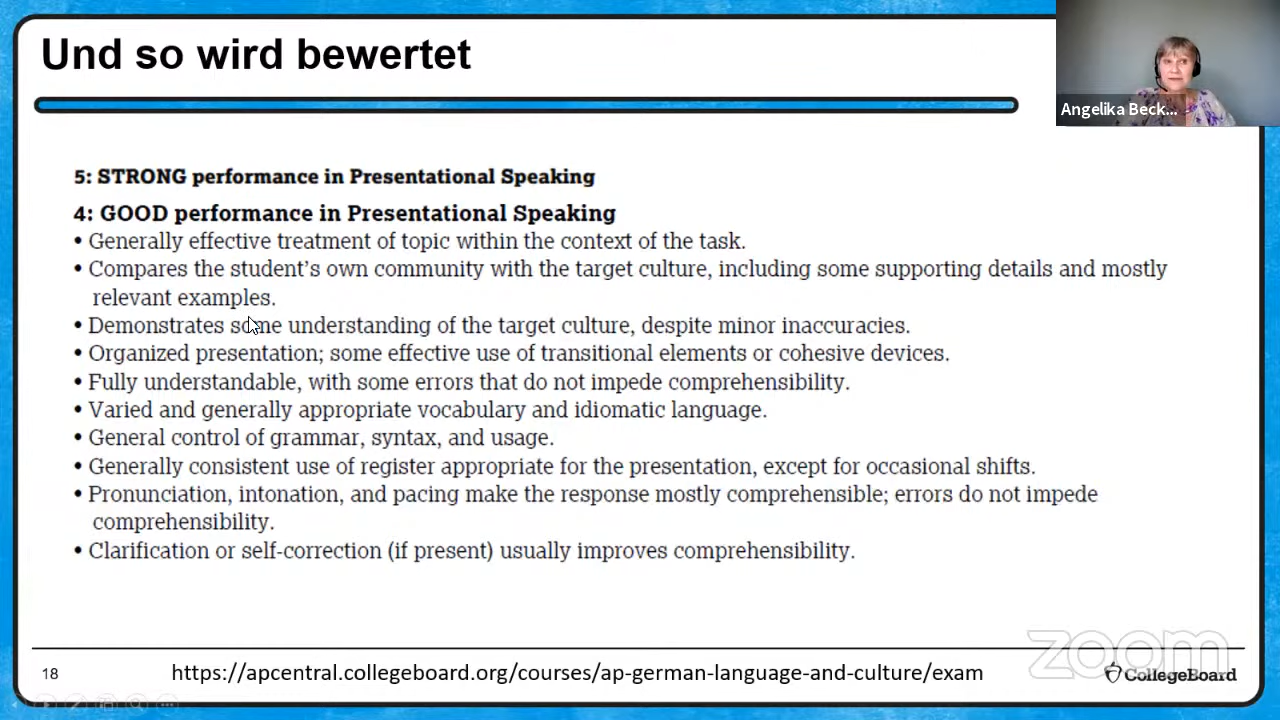 Und so wird bewertet
Angelika Beck...
5: STRONG performance in Presentational Speaking
4: GOOD performance in Presentational Speaking
• Generally effective treatment of topic within the context of the task.
• Compares the student’s own community with the target culture, including some supporting details and mostly
relevant examples.
• Demonstrates some understanding of the target culture, despite minor inaccuracies.
• Organized presentation; some effective use of transitional elements or cohesive devices.
• Fully understandable, with some errors that do not impede comprehensibility.
• Varied and generally appropriate vocabulary and idiomatic language.
• General control of grammar, syntax, and usage.
• Generally consistent use of register appropriate for the presentation, except for occasional shifts.
• Pronunciation, intonation, and pacing make the response mostly comprehensible; errors do not impede
comprehensibility.
• Clarification or self-correction (if present) usually improves comprehensibility.
zoom
18
https://apcentral.collegeboard.org/courses/ap-german-language-and-culture/exam
CollegeBoard